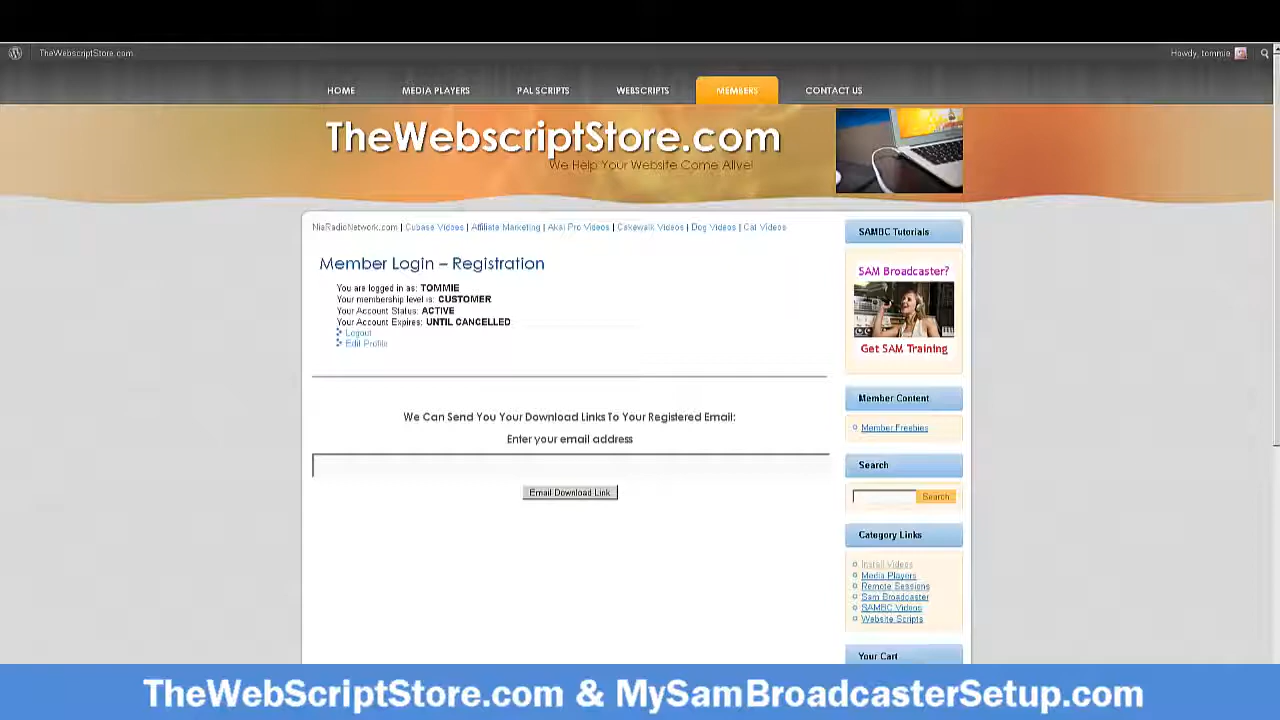 TheWebscriptStore.com
Howdy, tommie
HOME MEDIA PLAYERS PAL SCRIPTS WEBSCRIPTS MEMBERS CONTACT US
TheWebscriptStore.com
We Help Your Website Come Alive!
NiaRadioNetwork.com | Cubase Videos | Affiliate Marketing | Akai Pro Videos | Cakewalk Videos | Dog Videos | Cat Videos
Member Login – Registration
You are logged in as: TOMMIE
Your membership level is: CUSTOMER
Your Account Status: ACTIVE
Your Account Expires: UNTIL CANCELLED
Logout
Edit Profile
We Can Send You Your Download Links To Your Registered Email:
Enter your email address
Email Download Link
SAMBC Tutorials
SAM Broadcaster?
Get SAM Training
Member Content
Member Freebies
Search
Search
Category Links
Install Videos
Media Players
Remote Sessions
Sam Broadcaster
SAMBC Videos
Website Scripts
Your Cart
TheWebScriptStore.com & MySamBroadcasterSetup.com